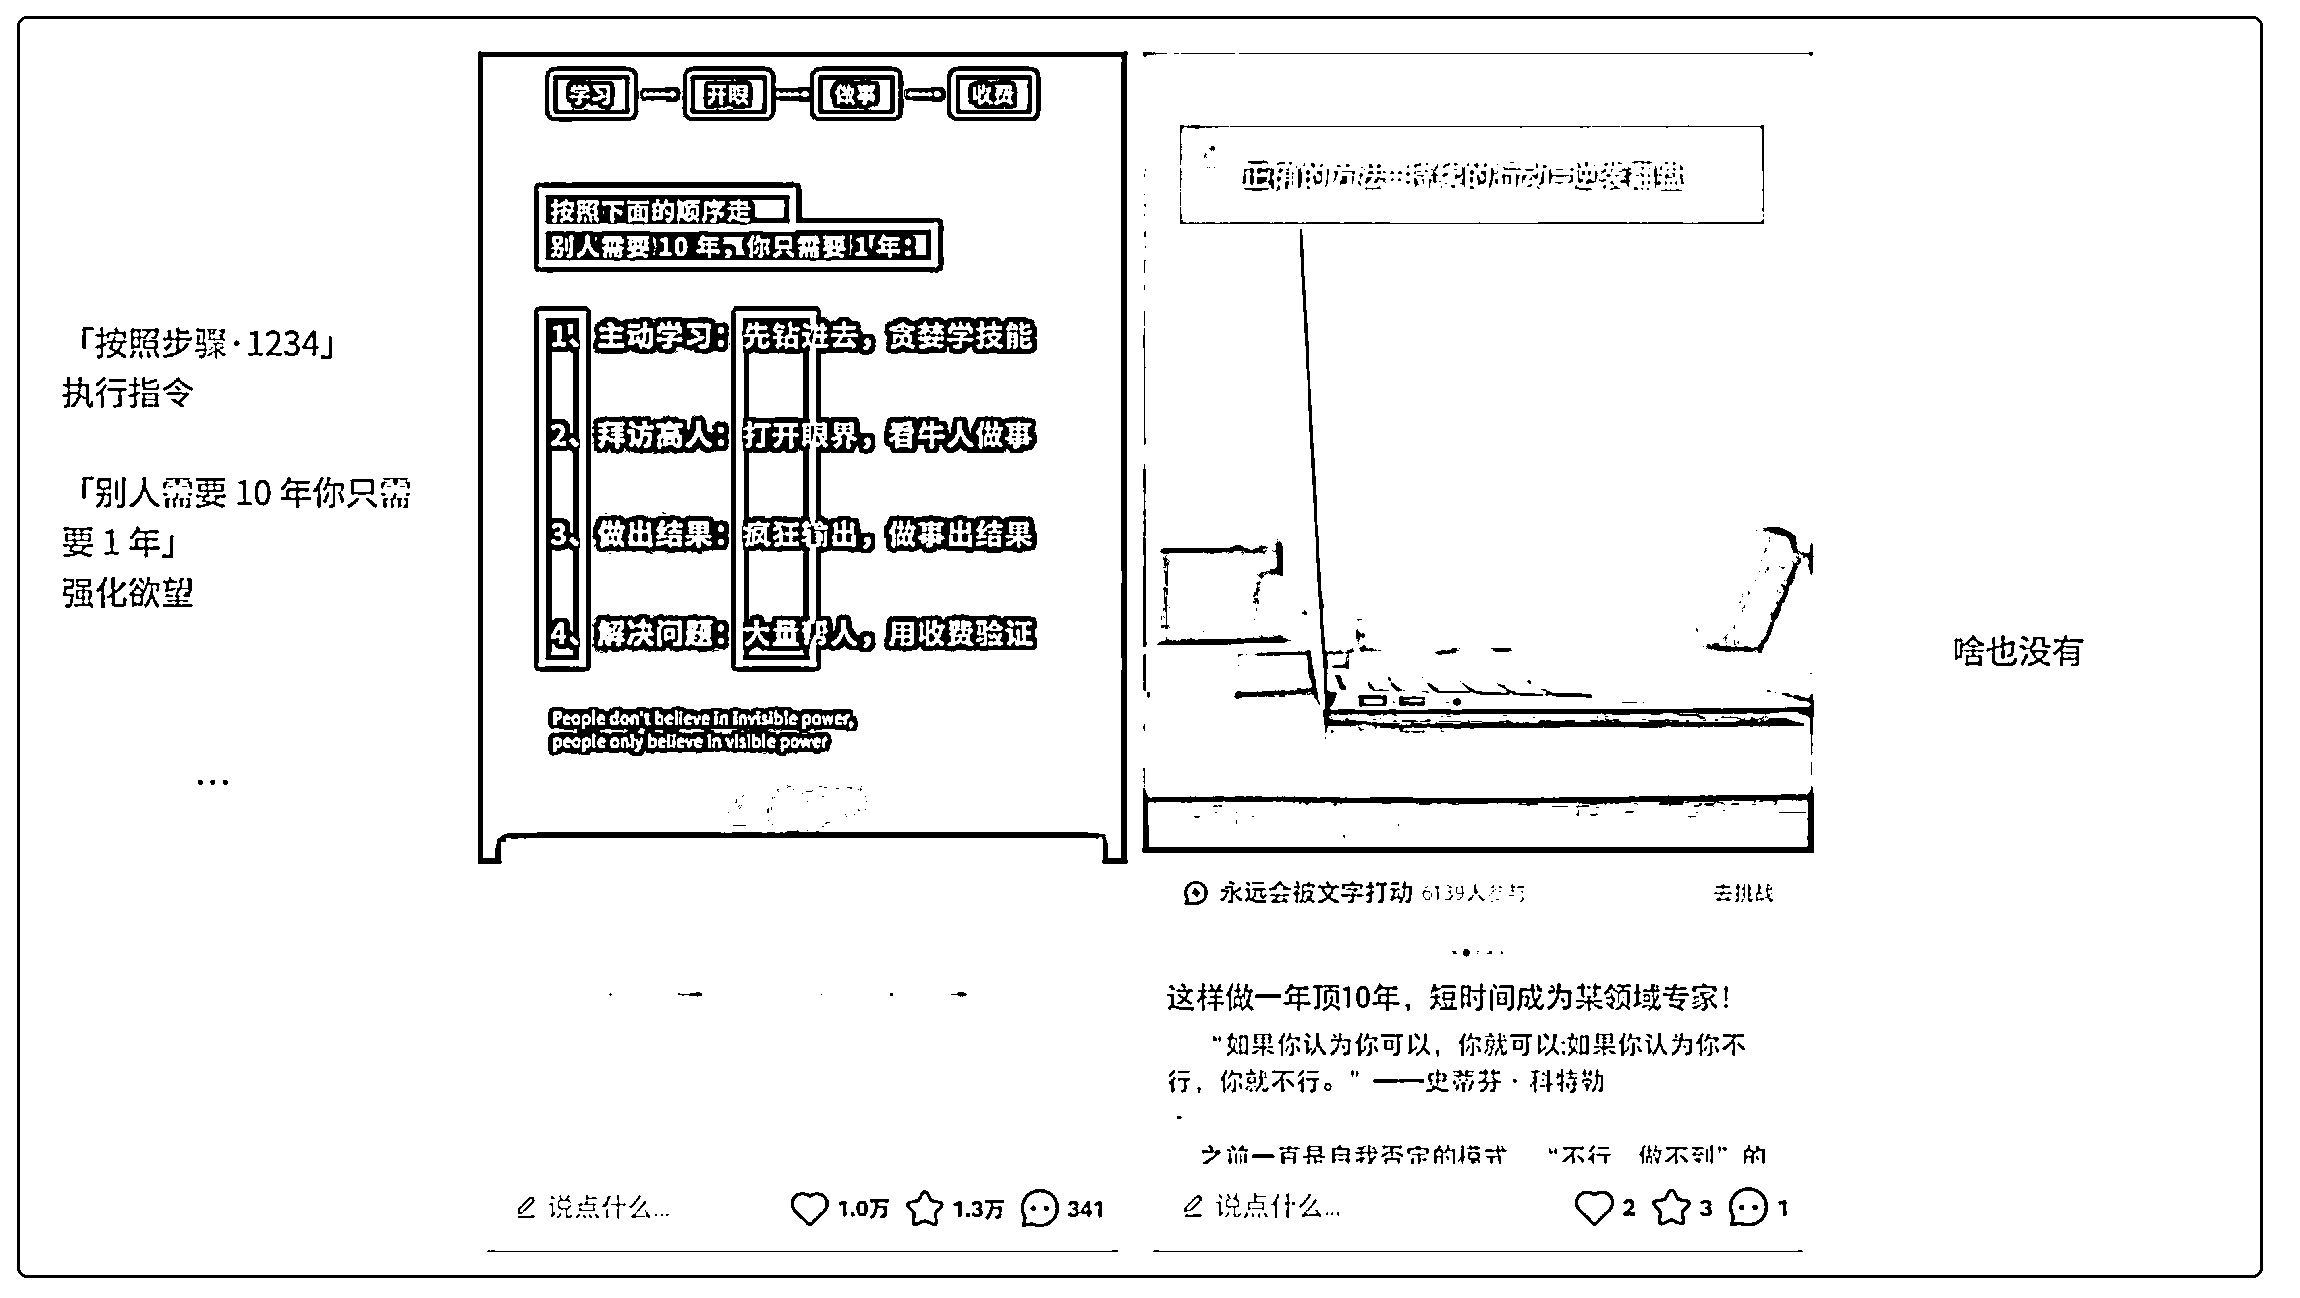 「按照步骤·1234」
执行指令
「别人需要 10 年你只需
要 1 年」
强化欲望
...
学习 开眼 做事 收费
按照下面的顺序走
别人需要 10 年，你只需要 1 年：
1、主动学习：先钻进去，贪婪学技能
2、拜访高人：打开眼界，看牛人做事
3、做出结果：疯狂输出，做事出结果
4、解决问题：大量帮人，用收费验证
People don't believe in invisible power,
people only believe in visible power
说点什么...
1.0万 1.3万 341
正确的方法+持续的行动=逆袭翻盘
永远会被文字打动 6139人参与 去挑战
这样做一年顶10年，短时间成为某领域专家！
“如果你认为你可以，你就可以;如果你认为你不
行，你就不行。”——史蒂芬·科特勒
之前一直是自我否定的模式 “不行 做不到”的
说点什么...
2 3 1
啥也没有